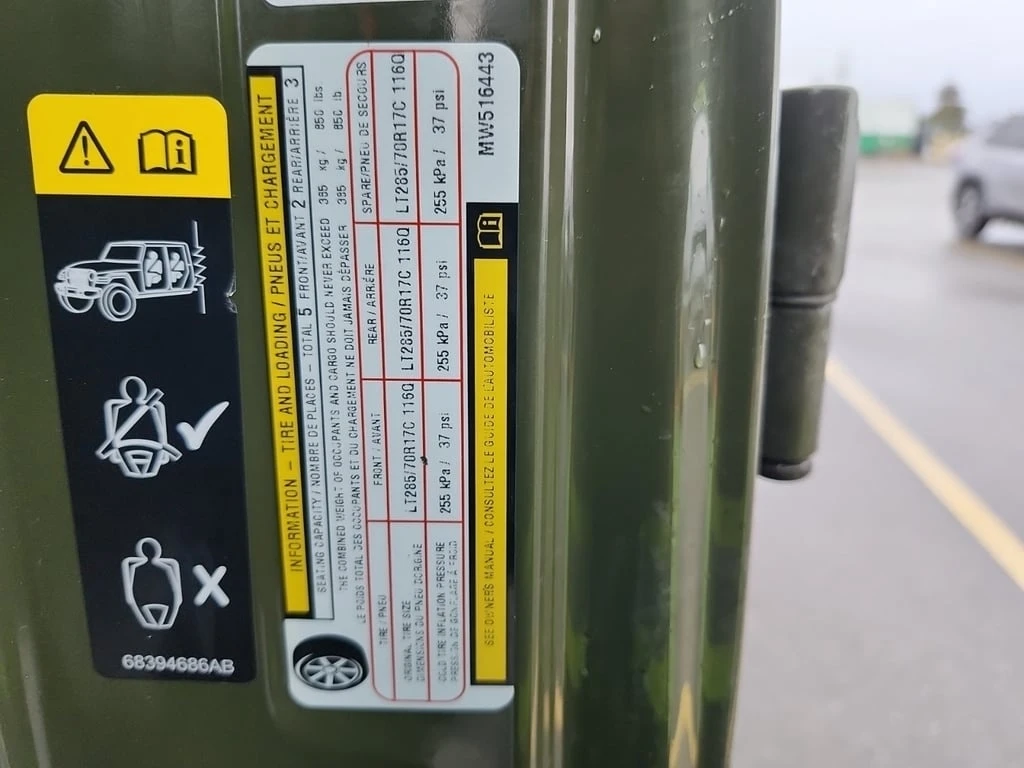 68394686AB
INFORMATION – TIRE AND LOADING / PNEUS ET CHARGEMENT
SEATING CAPACITY / NOMBRE DE PLACES – TOTAL 5 FRONT/AVANT 2 REAR/ARRIÈRE 3
THE COMBINED WEIGHT OF OCCUPANTS AND CARGO SHOULD NEVER EXCEED 385 kg / 850 lbs
LE POIDS TOTAL DES OCCUPANTS ET DU CHARGEMENT NE DOIT JAMAIS DÉPASSER 385 kg / 850 lb
TIRE / PNEU FRONT / AVANT REAR / ARRIÈRE SPARE/PNEU DE SECOURS
ORIGINAL TIRE SIZE LT285/70R17C 116Q LT285/70R17C 116Q LT285/70R17C 116Q
DIMENSIONS DU PNEU D'ORIGINE
COLD TIRE INFLATION PRESSURE 255 kPa / 37 psi 255 kPa / 37 psi 255 kPa / 37 psi
PRESSION DE GONFLAGE À FROID
SEE OWNER'S MANUAL / CONSULTEZ LE GUIDE DE L'AUTOMOBILISTE
MW516443